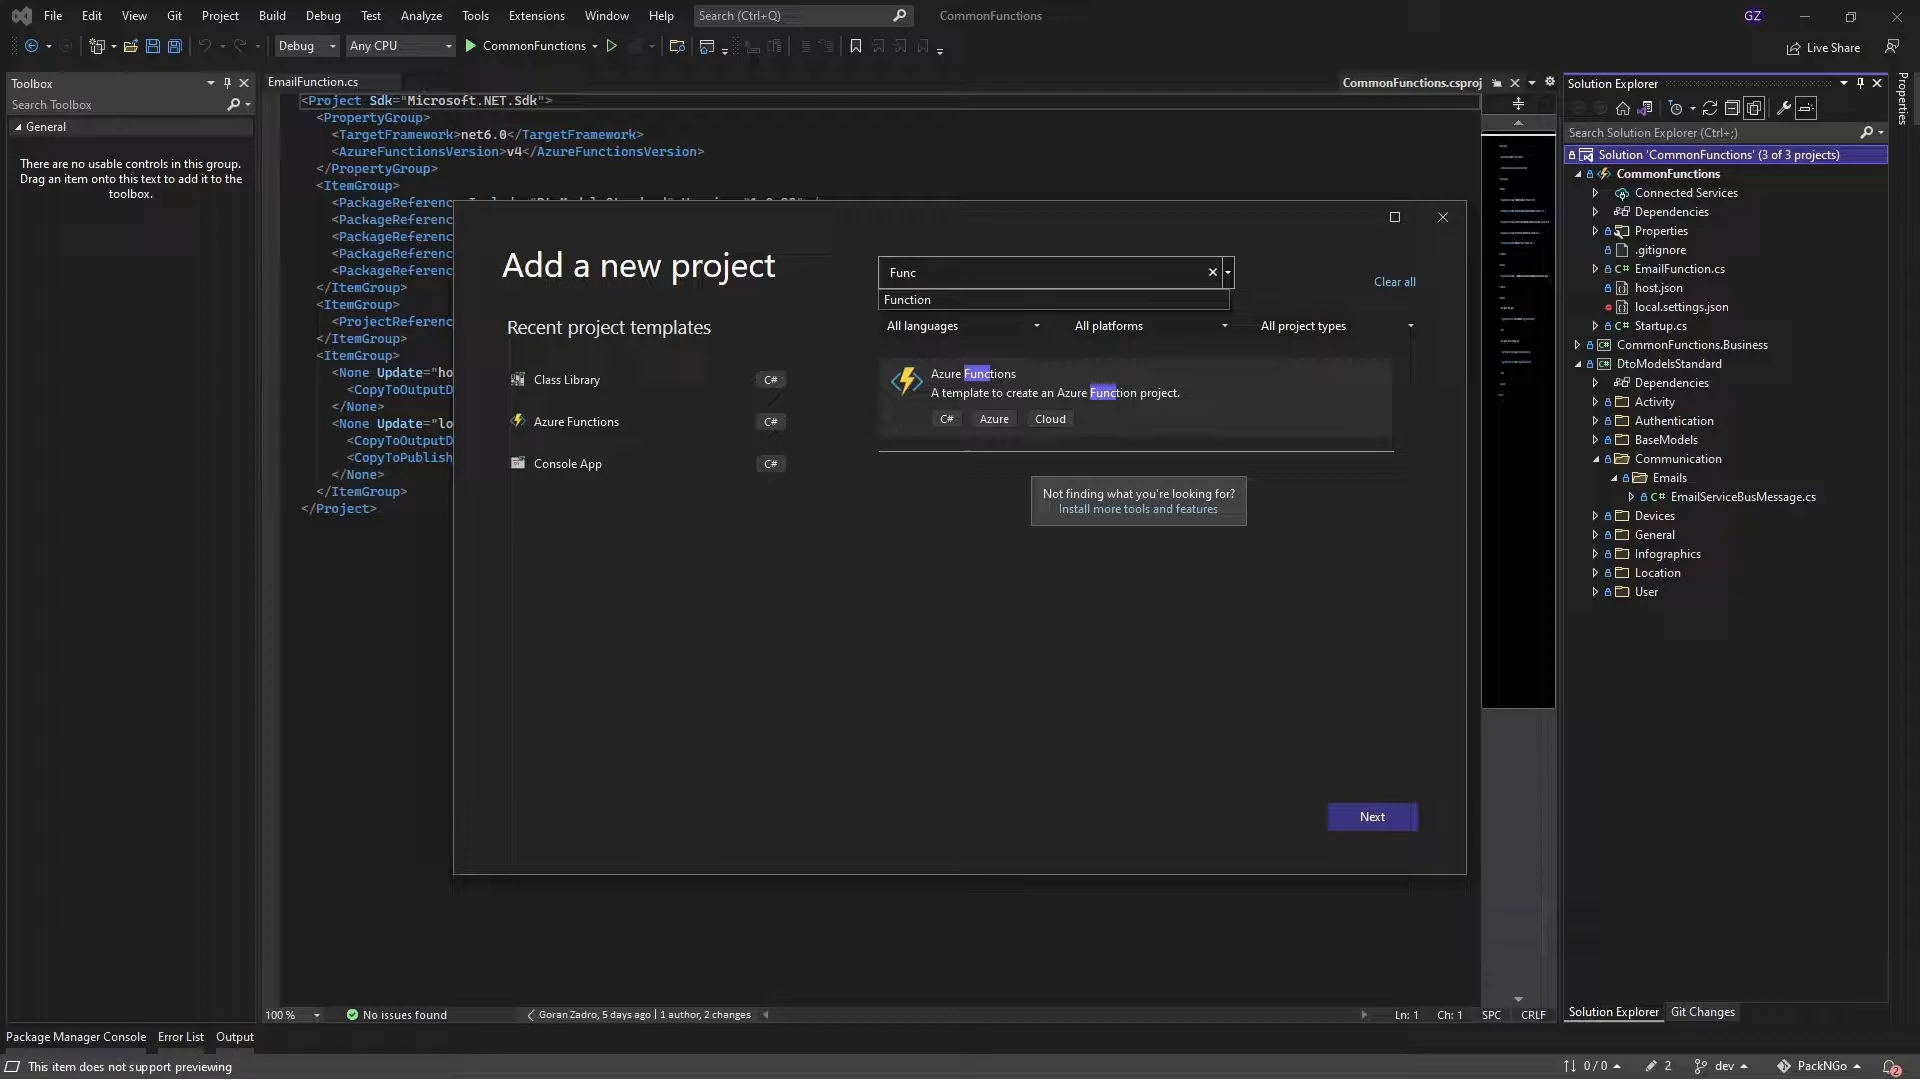 File Edit View Git Project Build Debug Test Analyze Tools Extensions Window Help Search (Ctrl+Q) CommonFunctions GZ
Debug Any CPU CommonFunctions Live Share
Toolbox
Search Toolbox
General
There are no usable controls in this group.
Drag an item onto this text to add it to the
toolbox.
EmailFunction.cs
CommonFunctions.csproj
<Project Sdk="Microsoft.NET.Sdk">
<PropertyGroup>
<TargetFramework>net6.0</TargetFramework>
<AzureFunctionsVersion>v4</AzureFunctionsVersion>
</PropertyGroup>
<ItemGroup>
<PackageReferenc
<PackageReferenc
<PackageReferenc
<PackageReferenc
<PackageReferenc
</ItemGroup>
<ItemGroup>
<ProjectReferenc
</ItemGroup>
<ItemGroup>
<None Update="ho
<CopyToOutputD
</None>
<None Update="lo
<CopyToOutputD
<CopyToPublish
</None>
</ItemGroup>
</Project>
Add a new project
Func
Function
Clear all
All languages
All platforms
All project types
Recent project templates
Class Library C#
Azure Functions C#
Console App C#
Azure Functions
A template to create an Azure Function project.
C# Azure Cloud
Not finding what you're looking for?
Install more tools and features
Next
Solution Explorer
Properties
Search Solution Explorer (Ctrl+;)
Solution 'CommonFunctions' (3 of 3 projects)
CommonFunctions
Connected Services
Dependencies
Properties
.gitignore
C# EmailFunction.cs
host.json
local.settings.json
C# Startup.cs
C# CommonFunctions.Business
C# DtoModelsStandard
Dependencies
Activity
Authentication
BaseModels
Communication
Emails
C# EmailServiceBusMessage.cs
Devices
General
Infographics
Location
User
100 % No issues found Goran Zadro, 5 days ago | 1 author, 2 changes Ln: 1 Ch: 1 SPC CRLF
Solution Explorer Git Changes
Package Manager Console Error List Output
This item does not support previewing 0 / 0 2 dev PackNGo 2